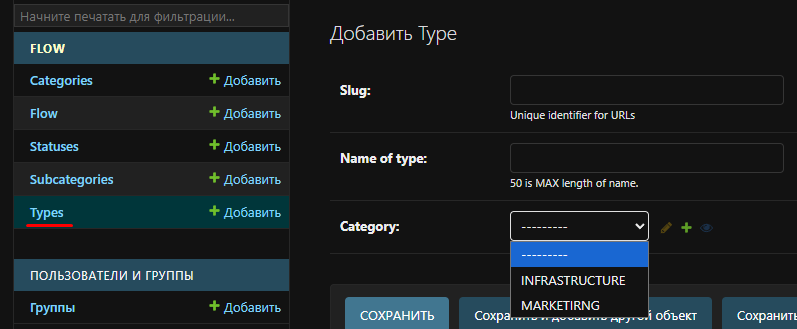 Начните печатать для фильтрации...
FLOW
Categories + Добавить
Flow + Добавить
Statuses + Добавить
Subcategories + Добавить
Types + Добавить
ПОЛЬЗОВАТЕЛИ И ГРУППЫ
Группы + Добавить
Добавить Type
Slug:
Unique identifier for URLs
Name of type:
50 is MAX length of name.
Category:
---------
---------
INFRASTRUCTURE
MARKETIRNG
СОХРАНИТЬ
Сохранить и добавить другой объект
Сохранить